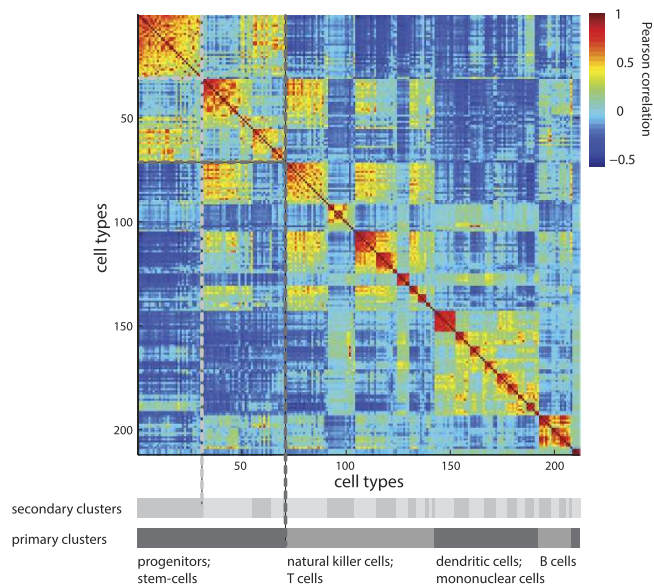 1
0.5
0
−0.5
Pearson correlation
cell types
50
100
150
200
50
100
150
200
cell types
secondary clusters
primary clusters
progenitors;
stem-cells
natural killer cells;
T cells
dendritic cells;
mononuclear cells
B cells